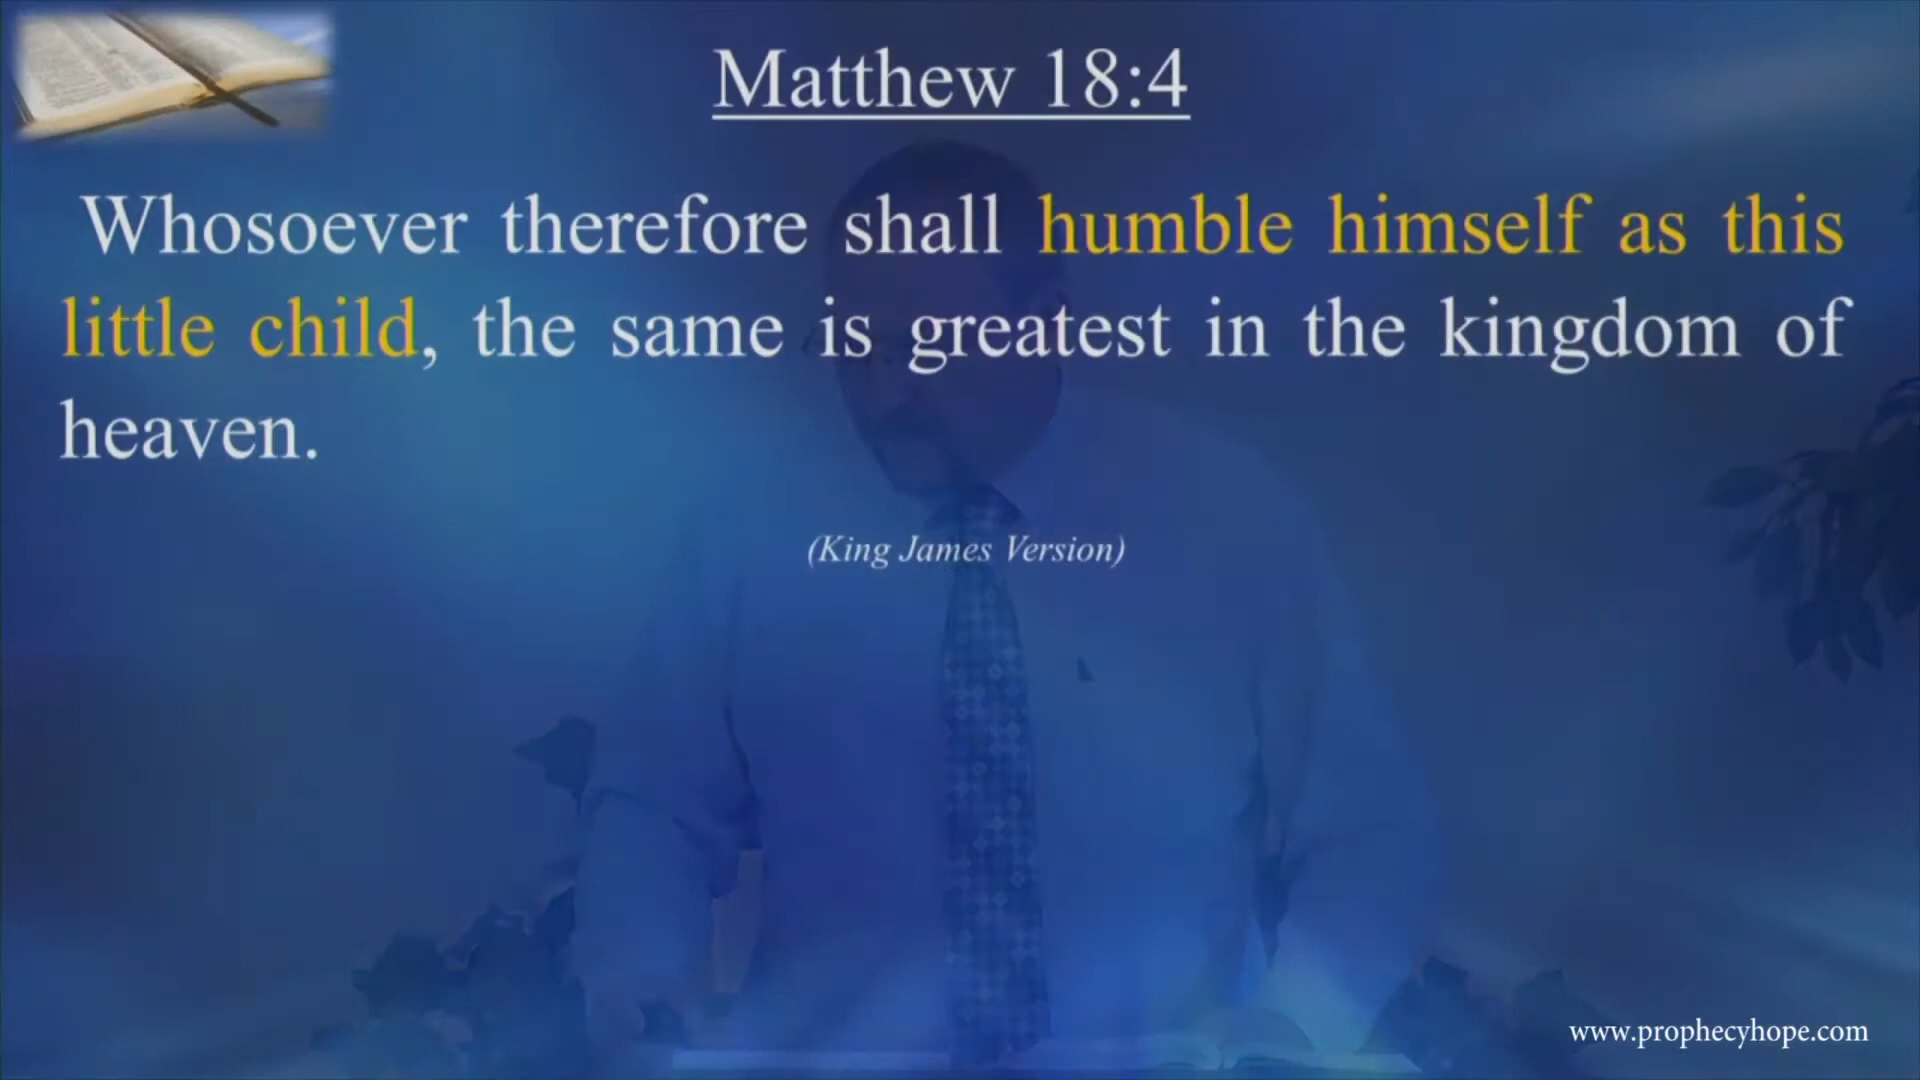 Matthew 18:4
Whosoever therefore shall humble himself as this
little child, the same is greatest in the kingdom of
heaven.
(King James Version)
www.prophecyhope.com